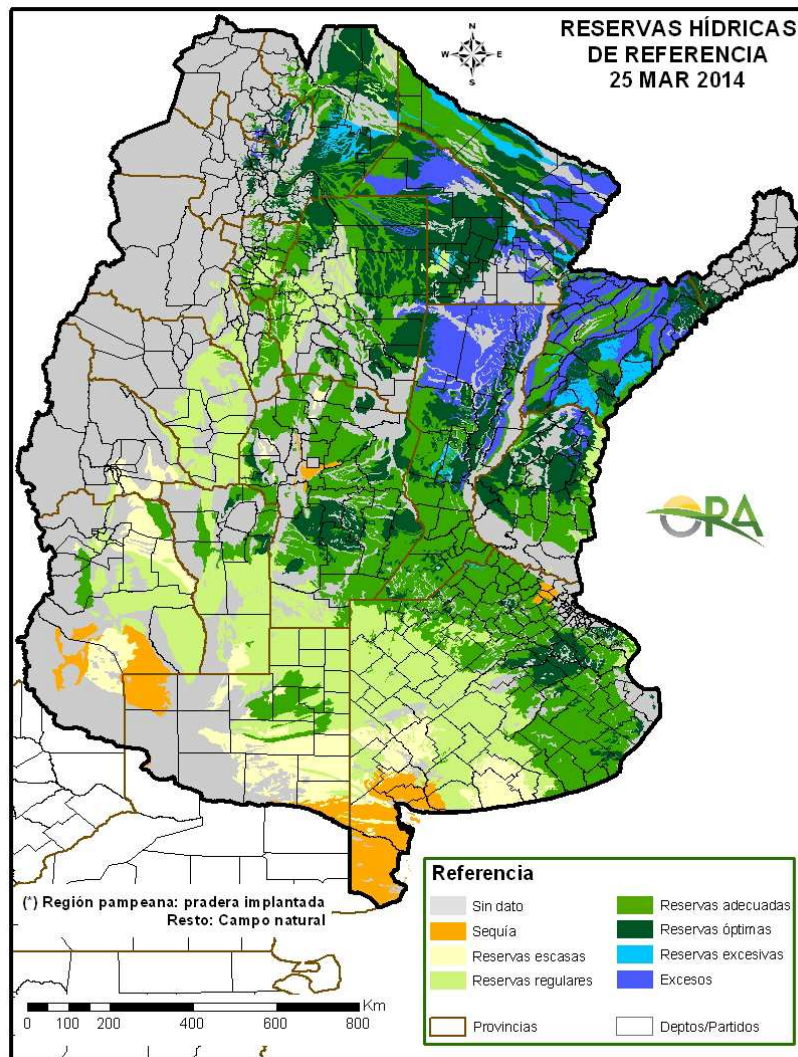 RESERVAS HÍDRICAS
DE REFERENCIA
25 MAR 2014
N
W E
S
ORA
(*) Región pampeana: pradera implantada
Resto: Campo natural
Km
0 50 100 200 400 600 800
Referencia
Sin dato
Sequía
Reservas escasas
Reservas regulares
Reservas adecuadas
Reservas óptimas
Reservas excesivas
Excesos
Provincias
Deptos/Partidos